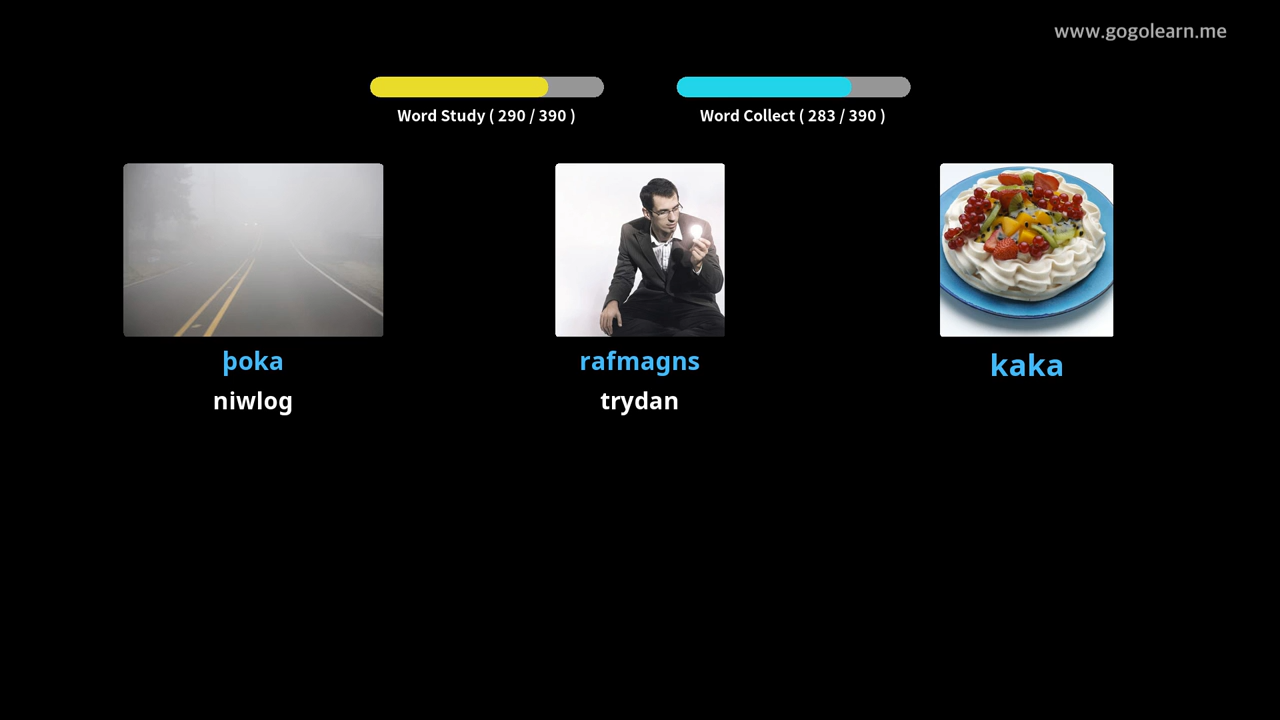 www.gogolearn.me
Word Study ( 290 / 390 )
Word Collect ( 283 / 390 )
þoka
rafmagns
kaka
niwlog
trydan